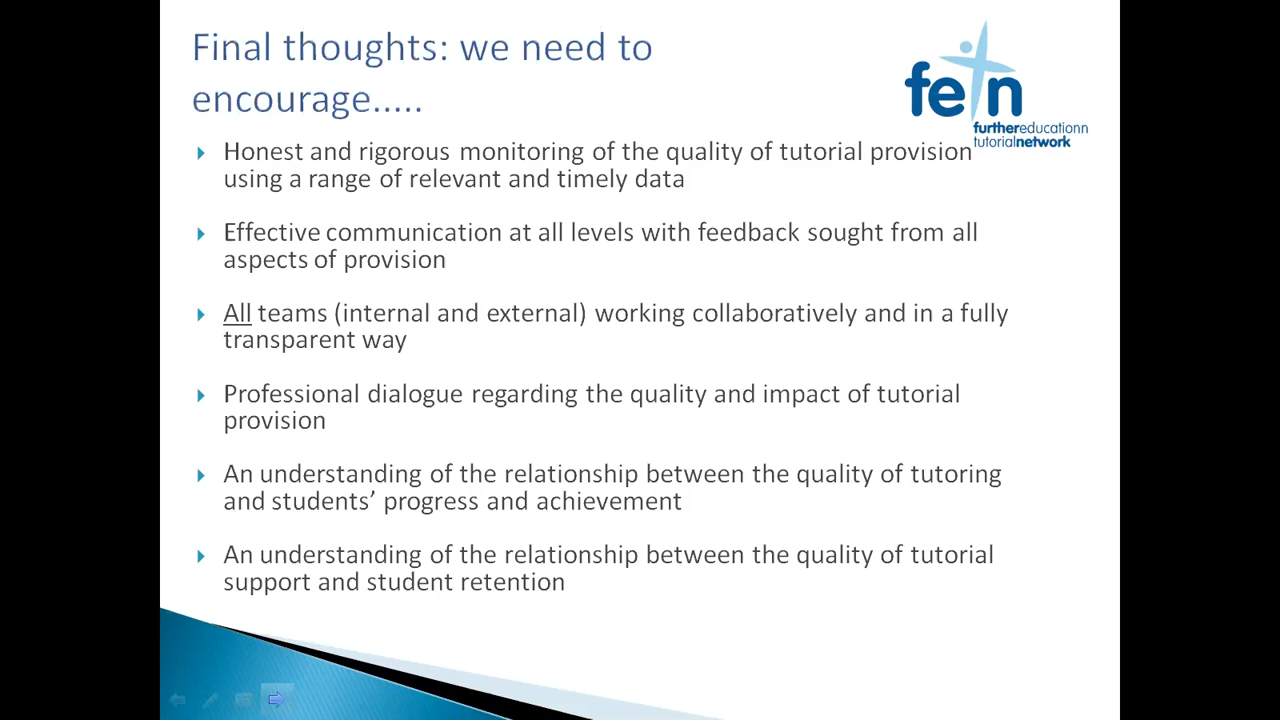 Final thoughts: we need to
encourage.....
fetn
furthereducationn
tutorialnetwork
Honest and rigorous monitoring of the quality of tutorial provision
using a range of relevant and timely data
Effective communication at all levels with feedback sought from all
aspects of provision
All teams (internal and external) working collaboratively and in a fully
transparent way
Professional dialogue regarding the quality and impact of tutorial
provision
An understanding of the relationship between the quality of tutoring
and students’ progress and achievement
An understanding of the relationship between the quality of tutorial
support and student retention